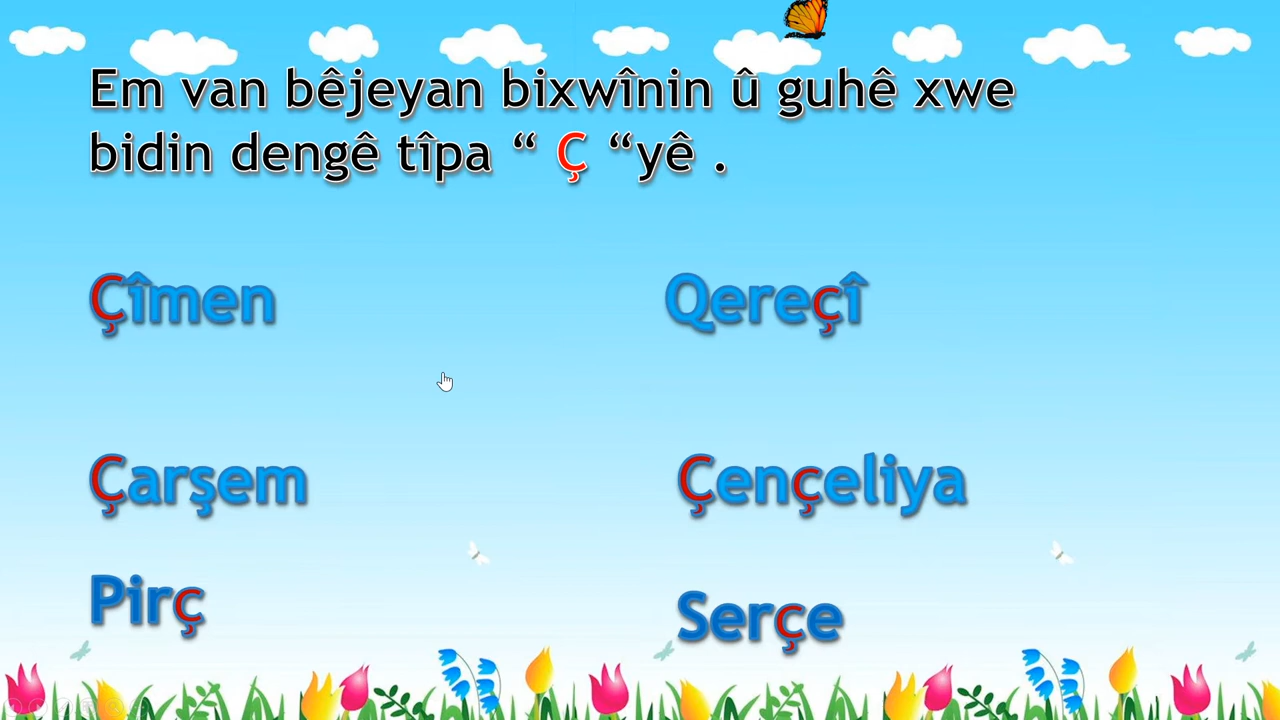 Em van bêjeyan bixwînin û guhê xwe
bidin dengê tîpa “ Ç “yê .
Çîmen
Qereçî
Çarşem
Çençeliya
Pirç
Serçe